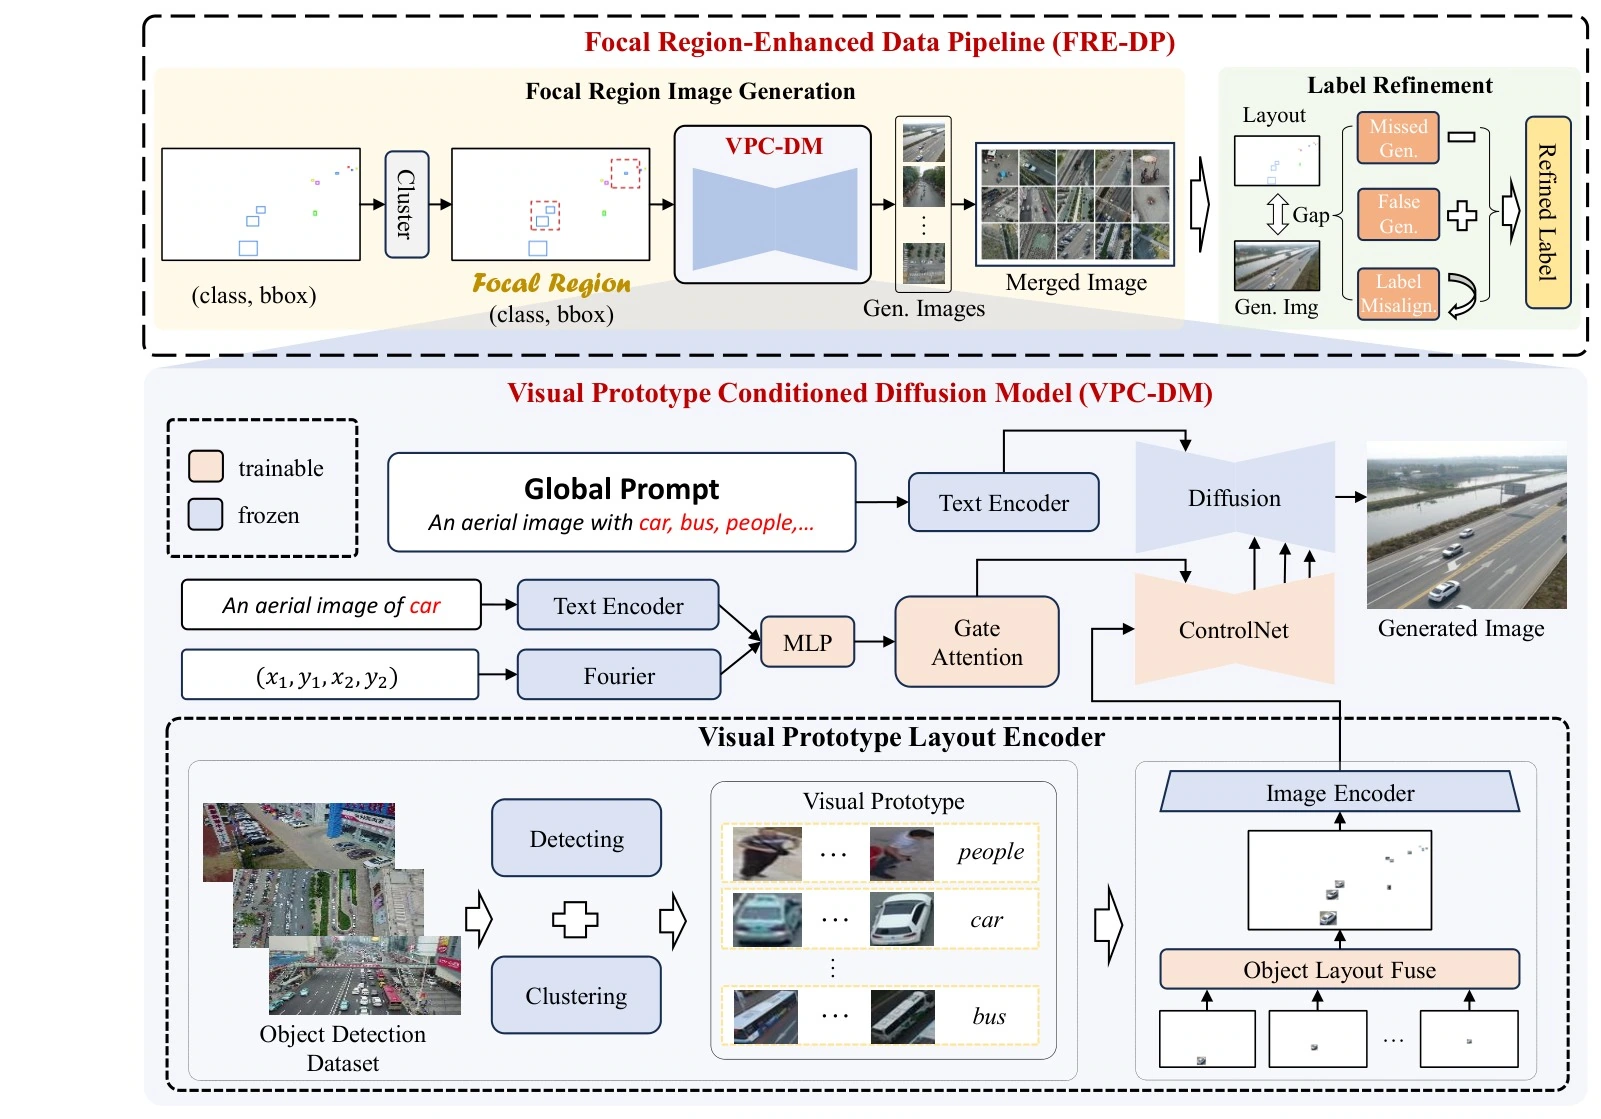 Focal Region-Enhanced Data Pipeline (FRE-DP)
Focal Region Image Generation
(class, bbox)
Cluster
Focal Region
(class, bbox)
VPC-DM
⋮
Gen. Images
Merged Image
Label Refinement
Layout
Gap
Gen. Img
Missed
Gen.
False
Gen.
Label
Misalign.
Refined Label
Visual Prototype Conditioned Diffusion Model (VPC-DM)
trainable
frozen
Global Prompt
An aerial image with car, bus, people,...
Text Encoder
Diffusion
An aerial image of car
Text Encoder
(x₁, y₁, x₂, y₂)
Fourier
MLP
Gate
Attention
ControlNet
Generated Image
Visual Prototype Layout Encoder
Object Detection
Dataset
Detecting
Clustering
Visual Prototype
... people
... car
⋮
... bus
Image Encoder
Object Layout Fuse
...